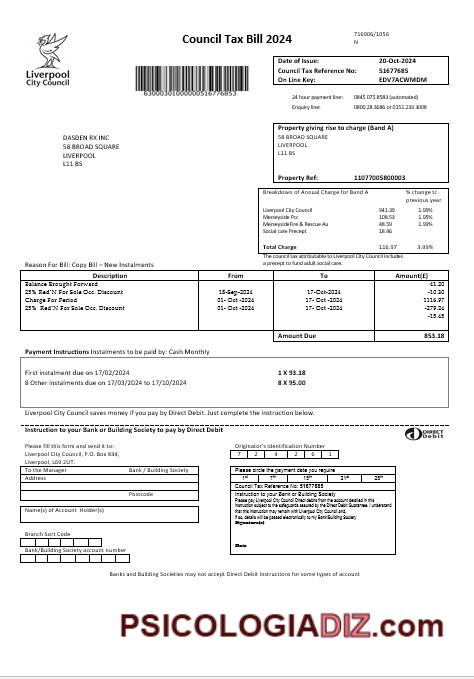 716906/1056
N
Council Tax Bill 2024
Liverpool
City Council
63000301000000516776853
Date of Issue: 20-Oct-2024
Council Tax Reference No: 51677685
On Line Key: EDV7ACWMDM
24 hour payment line: 0845 075 8583 (automated)
Enquiry line: 0800 28 3686 or 0151 233 3008
DASDEN RX INC
58 BROAD SQUARE
LIVERPOOL
L11 BS
Property giving rise to charge (Band A)
58 BROAD SQUARE
LIVERPOOL
L11 BS
Property Ref: 11077005800003
Breakdown of Annual Charge for Band A % change to
previous year
Liverpool City Council 941.39 1.99%
Merseyside Pcc 108.53 1.95%
MerseysideFire & Rescue Au 48.59 1.99%
Social care Precept 18.46
Total Charge 116.97 3.99%
The council tax attributable to Liverpool City Council includes
a precept to fund adult social care.
Reason For Bill: Copy Bill – New Instalments
Description From To Amount(£)
Balance Brought Forward 41.20
25% Red'N For Sole Occ. Discount 18-Sep-2024 17-Oct-2024 -10.30
Charge For Period 01- Oct -2024 17- Oct -2024 1116.97
25% Red'N For Sole Occ. Discount 01- Oct -2024 17- Oct -2024 -279.24
-15.45
Amount Due 853.18
Payment Instructions Instalments to be paid by: Cash Monthly
First instalment due on 17/02/2024 1 X 93.18
8 Other instalments due on 17/03/2024 to 17/10/2024 8 X 95.00
Liverpool City Council saves money if you pay by Direct Debit. Just complete the instruction below.
Instruction to your Bank or Building Society to pay by Direct Debit
DIRECT
Debit
Please fill this form and send it to:
Liverpool City Council, P.O. Box 834,
Liverpool, L69 2UT.
Originator's Identification Number
7 2 4 2 6 1
To the Manager Bank / Building Society
Address
Postcode
Name(s) of Account Holder(s)
Branch Sort Code
Bank/Building Society account number
Please circle the payment date you require
1st 7th 15th 21st 25th
Council Tax Reference No: 51677685
Instruction to your Bank or Building Society
Please pay Liverpool Council Direct debits from the account detailed in this
instruction subject to the safeguards assured by the Direct Debit Guarantee. I understand
that this instruction may remain with Liverpool City Council and,
if so, details will be passed electronically to my Bank/Building Society
Signature(s)
Date
Banks and Building Societies may not accept Direct Debit Instructions for some types of account
PSICOLOGIADIZ.com